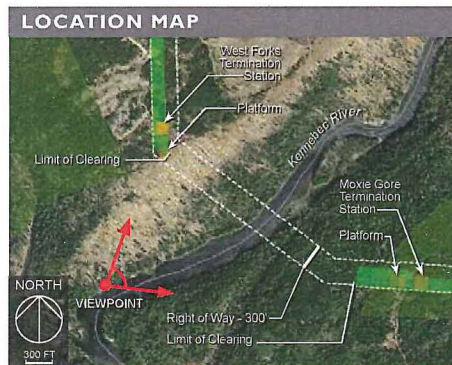 LOCATION MAP
West Forks
Termination
Station
Platform
Limit of Clearing
Kennebec River
Moxie Gore
Termination
Station
Platform
NORTH
VIEWPOINT
Right of Way - 300'
Limit of Clearing
300 FT